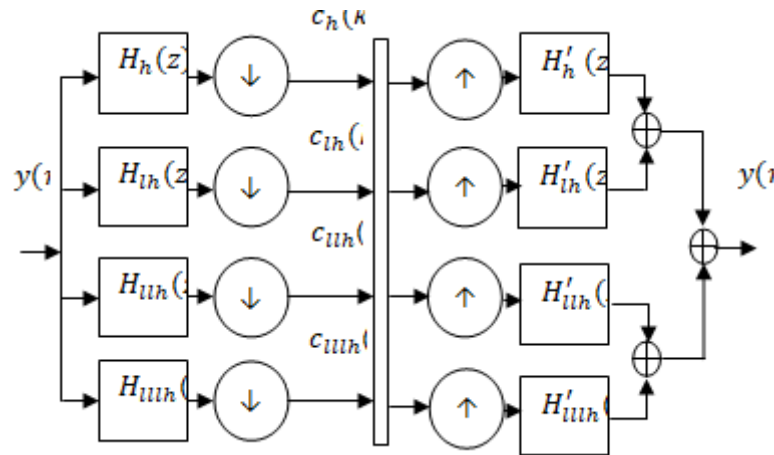 c_h(k
H_h(z)
↓
↑
H'_h(z
c_lh(
y(n
H_lh(z
↓
↑
H'_lh(z
y(n
c_llh(
H_llh(z
↓
↑
H'_llh(
c_lllh(
H_lllh(
↓
↑
H'_lllh(